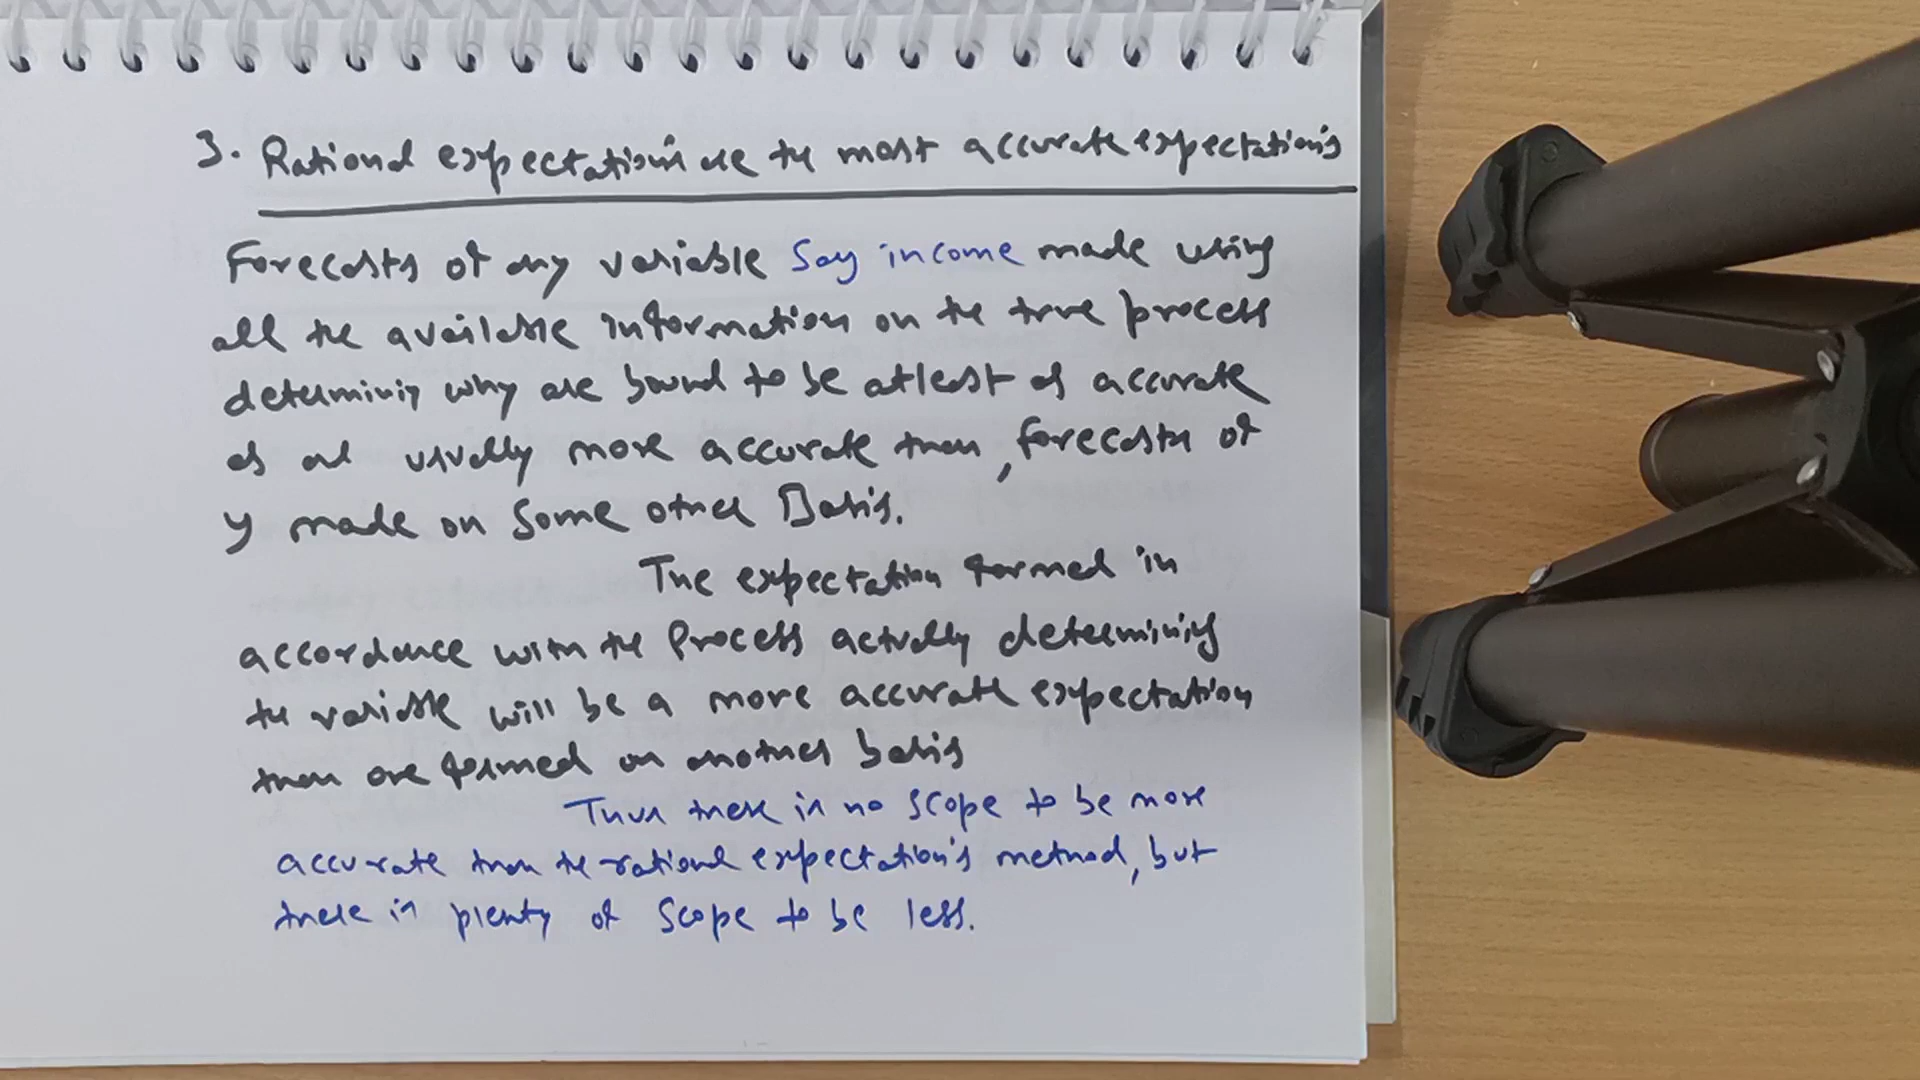 3. Rational expectations are the most accurate expectations
Forecasts of any variable say income made using
all the available information on the true process
determining why are bound to be atleast as accurate
as and usually more accurate than, forecasts of
y made on some other Basis.
The expectation formed in
accordance with the process actually determining
the variable will be a more accurate expectation
than one formed on another basis
Thus there is no scope to be more
accurate than the rational expectation's method, but
there is plenty of scope to be less.